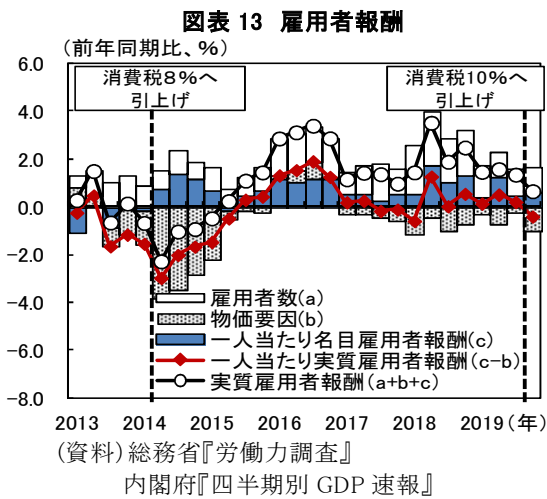 図表 13 雇用者報酬
(前年同期比、%)
6.0
4.0
2.0
0.0
−2.0
−4.0
−6.0
−8.0
消費税8%へ
引上げ
消費税10%へ
引上げ
雇用者数(a)
物価要因(b)
一人当たり名目雇用者報酬(c)
一人当たり実質雇用者報酬(c−b)
実質雇用者報酬(a+b+c)
2013 2014 2015 2016 2017 2018 2019 (年)
(資料)総務省『労働力調査』
内閣府『四半期別 GDP 速報』